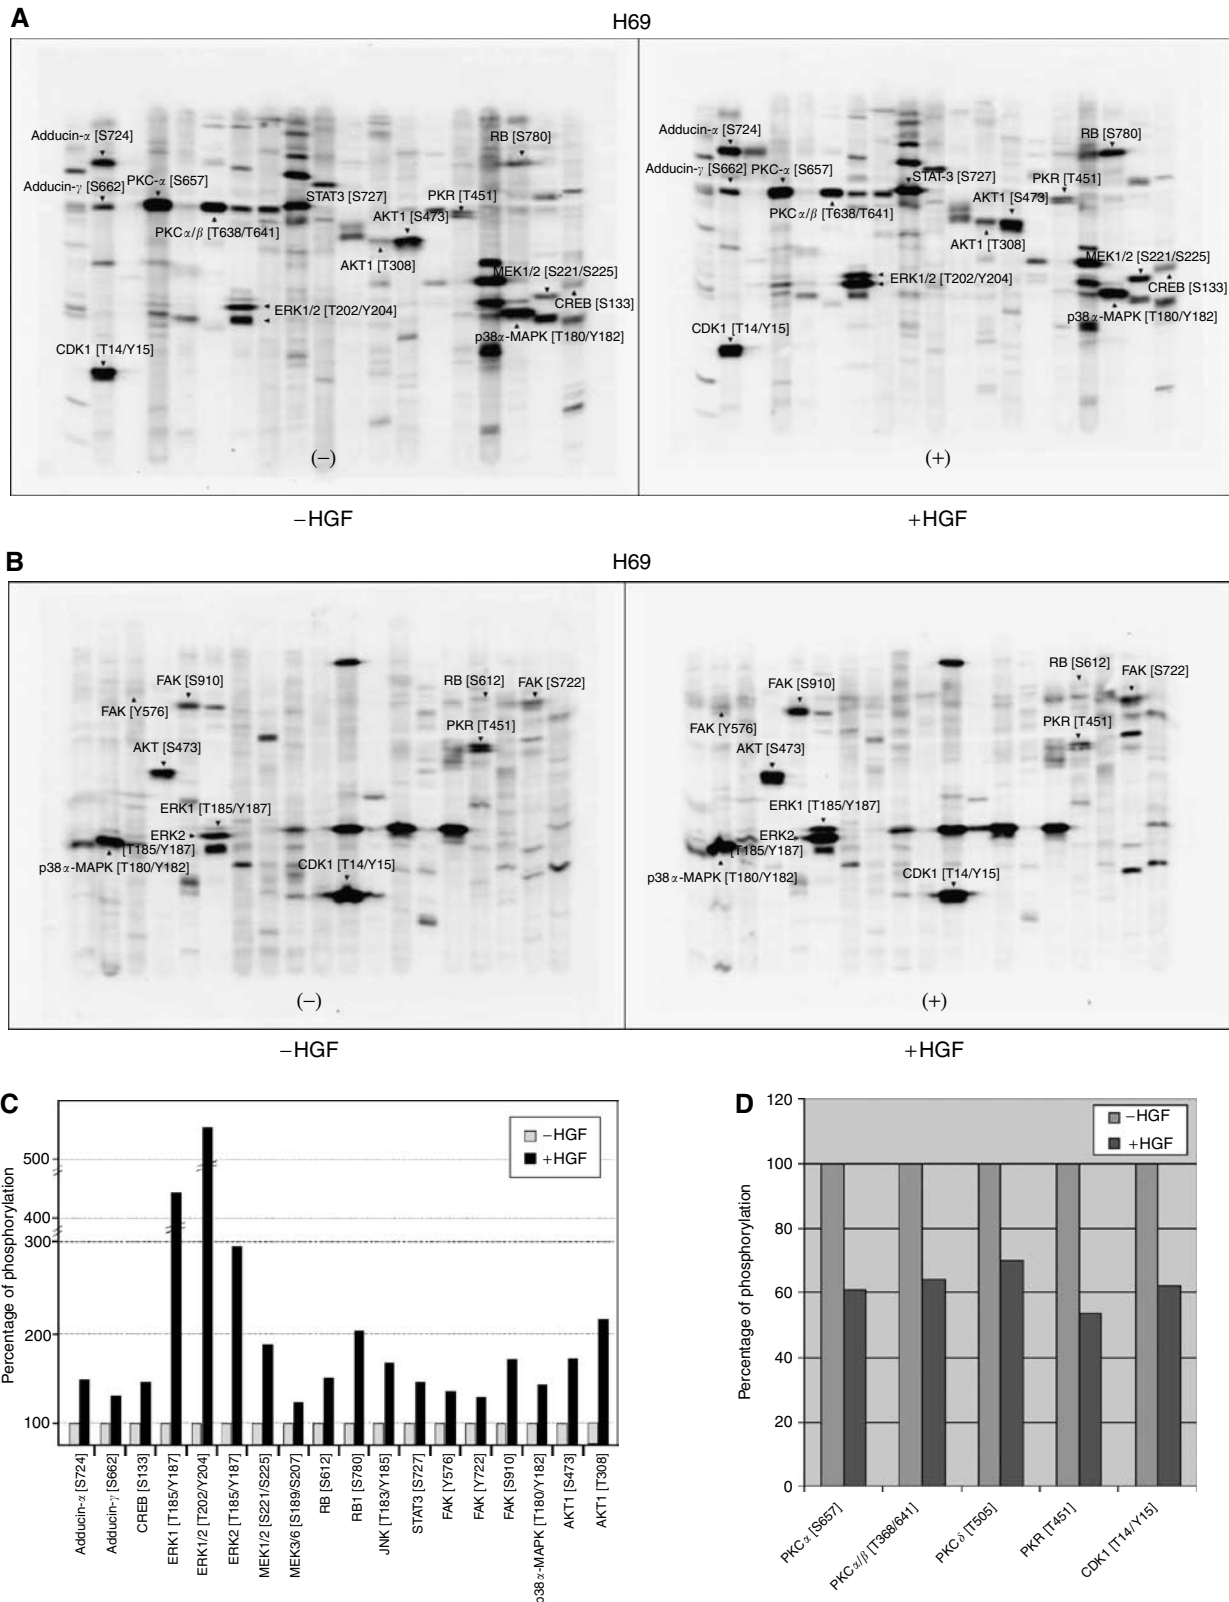 A
H69
Adducin-α [S724]
Adducin-γ [S662]
PKC-α [S657]
PKCα/β [T638/T641]
STAT3 [S727]
AKT1 [S473]
AKT1 [T308]
PKR [T451]
RB [S780]
MEK1/2 [S221/S225]
CREB [S133]
ERK1/2 [T202/Y204]
p38α-MAPK [T180/Y182]
CDK1 [T14/Y15]
(−)
Adducin-α [S724]
Adducin-γ [S662]
PKC-α [S657]
PKCα/β [T638/T641]
STAT-3 [S727]
AKT1 [S473]
AKT1 [T308]
PKR [T451]
RB [S780]
MEK1/2 [S221/S225]
CREB [S133]
ERK1/2 [T202/Y204]
p38α-MAPK [T180/Y182]
CDK1 [T14/Y15]
(+)
−HGF
+HGF
B
H69
FAK [S910]
FAK [Y576]
AKT [S473]
ERK1 [T185/Y187]
ERK2
[T185/Y187]
p38α-MAPK [T180/Y182]
CDK1 [T14/Y15]
RB [S612]
FAK [S722]
PKR [T451]
(−)
FAK [S910]
FAK [Y576]
AKT [S473]
ERK1 [T185/Y187]
ERK2
[T185/Y187]
p38α-MAPK [T180/Y182]
CDK1 [T14/Y15]
RB [S612]
FAK [S722]
PKR [T451]
(+)
−HGF
+HGF
C
Percentage of phosphorylation
500
400
300
200
100
−HGF
+HGF
Adducin-α [S724]
Adducin-γ [S662]
CREB [S133]
ERK1 [T185/Y187]
ERK1/2 [T202/Y204]
ERK2 [T185/Y187]
MEK1/2 [S221/S225]
MEK3/6 [S189/S207]
RB [S612]
RB1 [S780]
JNK [T183/Y185]
STAT3 [S727]
FAK [Y576]
FAK [Y722]
FAK [S910]
p38α-MAPK [T180/Y182]
AKT1 [S473]
AKT1 [T308]
D
Percentage of phosphorylation
120
100
80
60
40
20
0
−HGF
+HGF
PKCα [S657]
PKCα/β [T368/641]
PKCδ [T505]
PKR [T451]
CDK1 [T14/Y15]